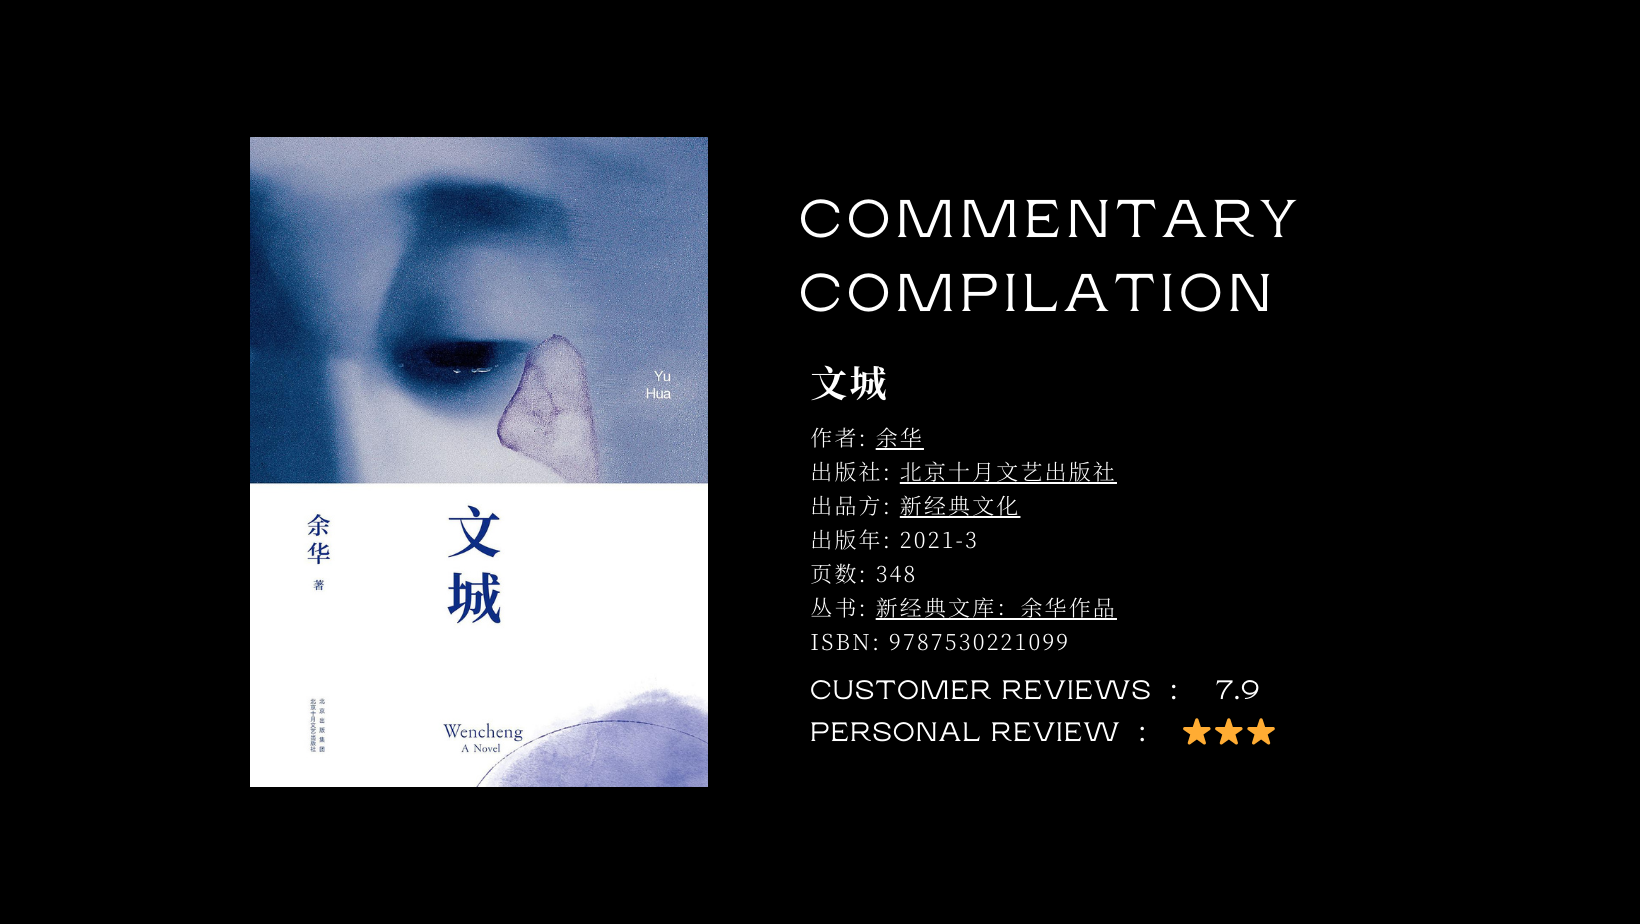 Yu
Hua
余华
著
文城
北京出版集团
北京十月文艺出版社
Wencheng
A Novel
COMMENTARY
COMPILATION
文城
作者: 余华
出版社: 北京十月文艺出版社
出品方: 新经典文化
出版年: 2021-3
页数: 348
丛书: 新经典文库：余华作品
ISBN: 9787530221099
CUSTOMER REVIEWS : 7.9
PERSONAL REVIEW : ⭐⭐⭐